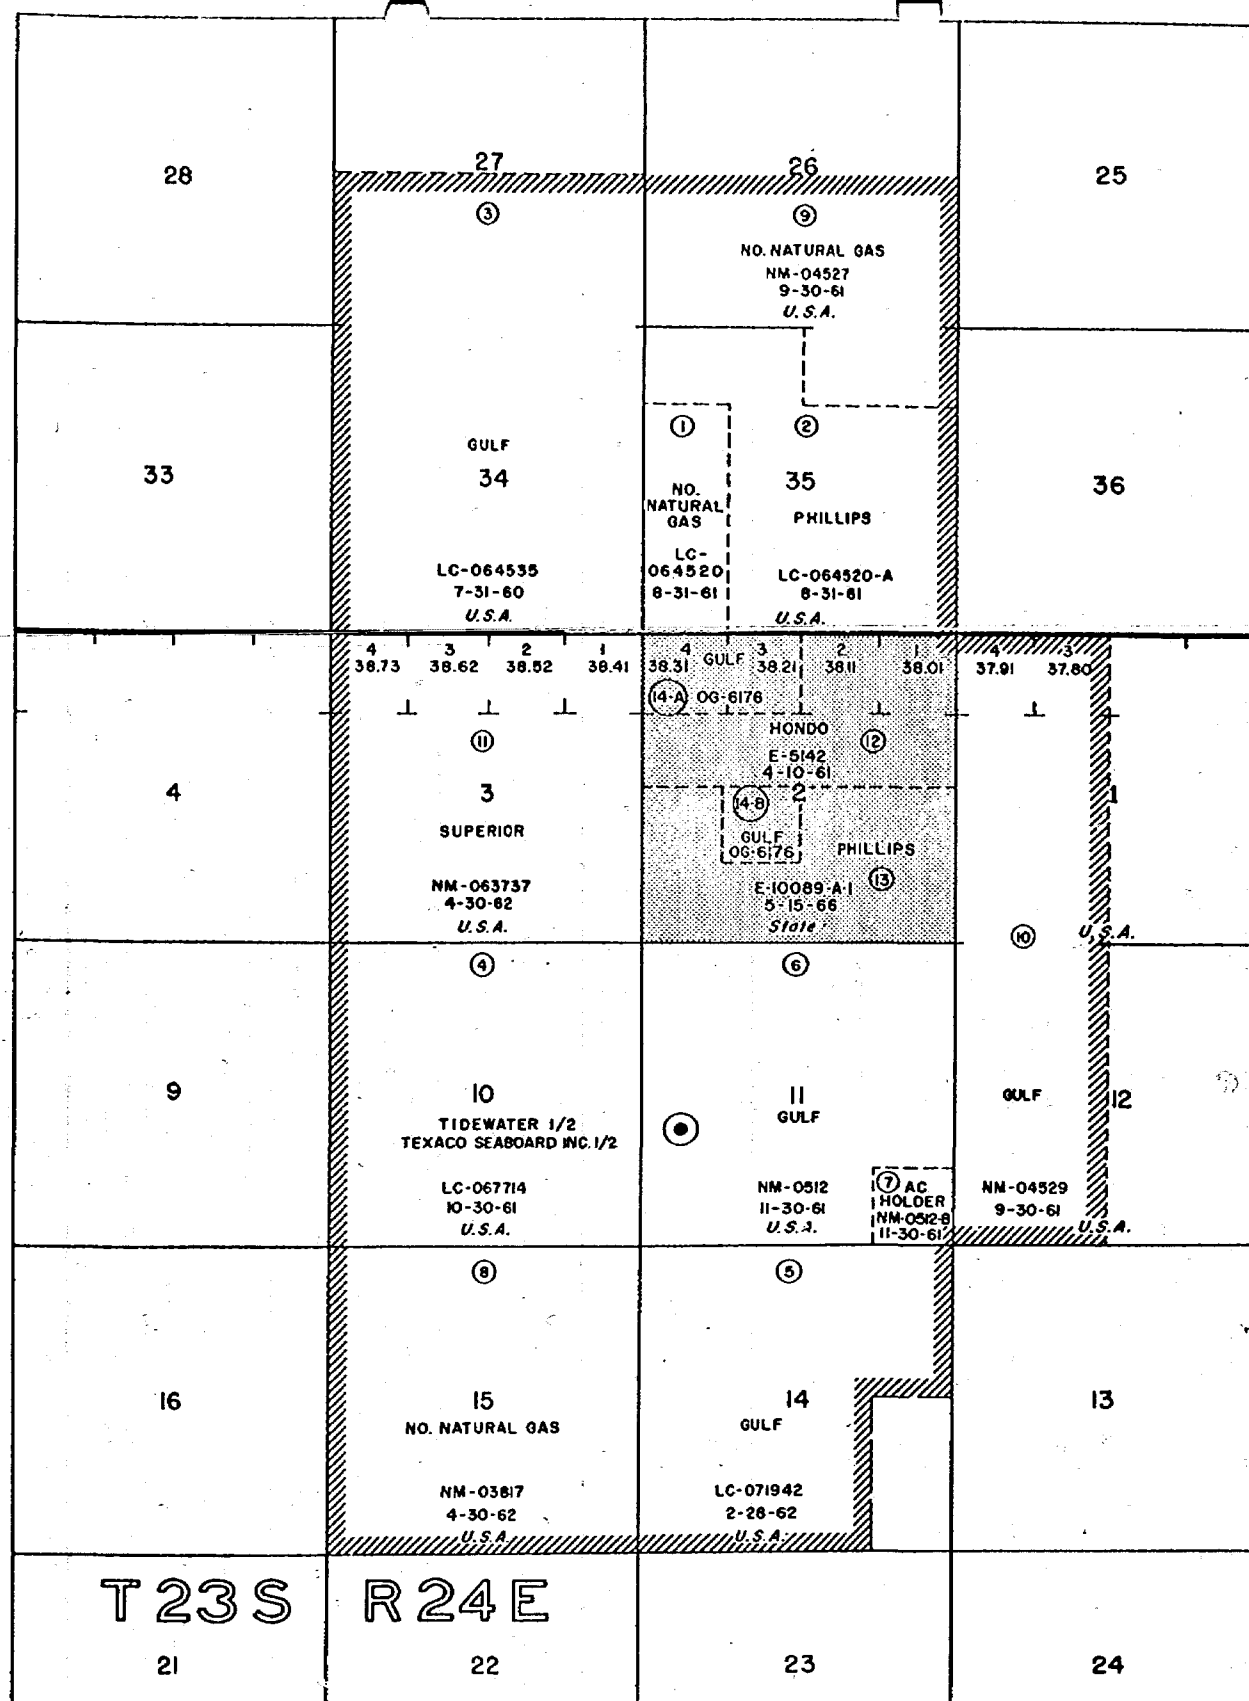 28
27
26
25
3
9
NO. NATURAL GAS
NM-04527
9-30-61
U.S.A.
33
GULF
34
LC-064535
7-31-60
U.S.A.
1
NO.
NATURAL
GAS
LC-
064520
8-31-61
2
35
PHILLIPS
LC-064520-A
8-31-61
U.S.A.
36
4 3 2 1
38.73 38.62 38.52 38.41
4 3 2 1
38.31 38.21 38.11 38.01
GULF
14-A OG-6176
4 3
37.91 37.80
4
11
3
SUPERIOR
NM-063737
4-30-62
U.S.A.
HONDO
12
E-5142
4-10-61
2
14-B
GULF
OG-6176
PHILLIPS
13
E-10089-A-1
5-15-66
State
1
10
U.S.A.
9
4
10
TIDEWATER 1/2
TEXACO SEABOARD INC. 1/2
LC-067714
10-30-61
U.S.A.
6
11
GULF
NM-0512
11-30-61
U.S.A.
7 AC
HOLDER
NM-0512-B
11-30-61
GULF
12
NM-04529
9-30-61
U.S.A.
16
8
15
NO. NATURAL GAS
NM-03817
4-30-62
U.S.A.
5
14
GULF
LC-071942
2-28-62
U.S.A.
13
T 23 S R 24 E
21
22
23
24